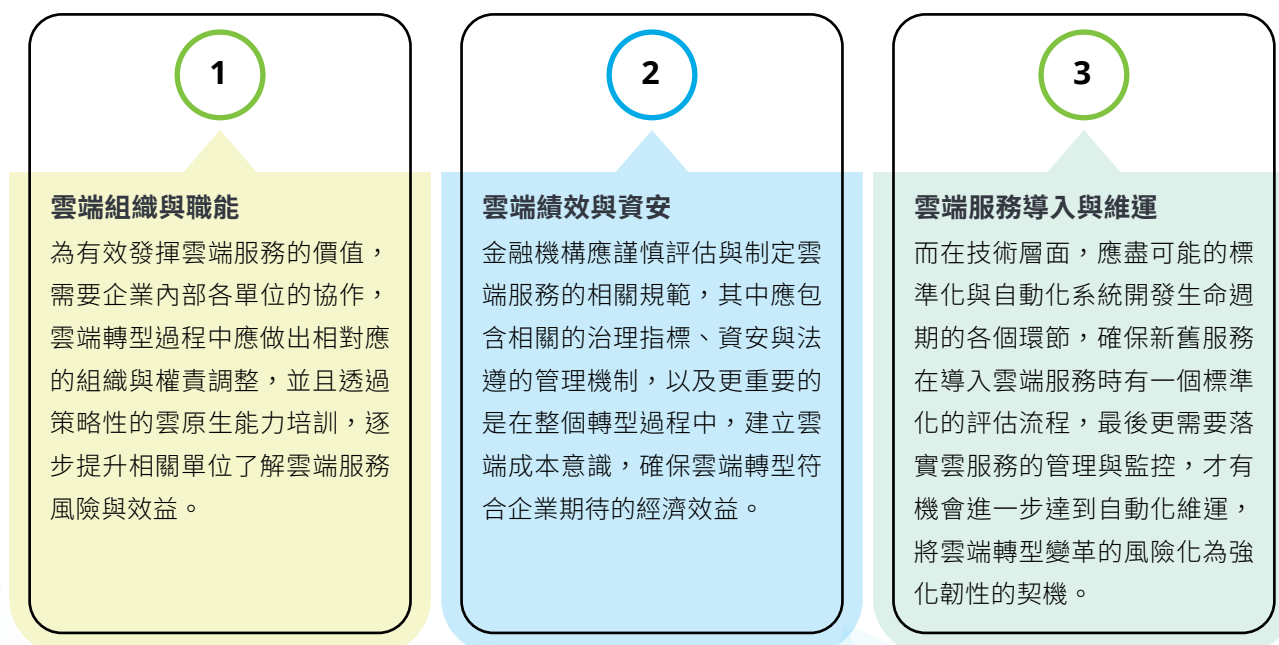 1
雲端組織與職能
為有效發揮雲端服務的價值，
需要企業內部各單位的協作，
雲端轉型過程中應做出相對應
的組織與權責調整，並且透過
策略性的雲原生能力培訓，逐
步提升相關單位了解雲端服務
風險與效益。
2
雲端績效與資安
金融機構應謹慎評估與制定雲
端服務的相關規範，其中應包
含相關的治理指標、資安與法
遵的管理機制，以及更重要的
是在整個轉型過程中，建立雲
端成本意識，確保雲端轉型符
合企業期待的經濟效益。
3
雲端服務導入與維運
而在技術層面，應盡可能的標
準化與自動化系統開發生命週
期的各個環節，確保新舊服務
在導入雲端服務時有一個標準
化的評估流程，最後更需要落
實雲服務的管理與監控，才有
機會進一步達到自動化維運，
將雲端轉型變革的風險化為強
化韌性的契機。